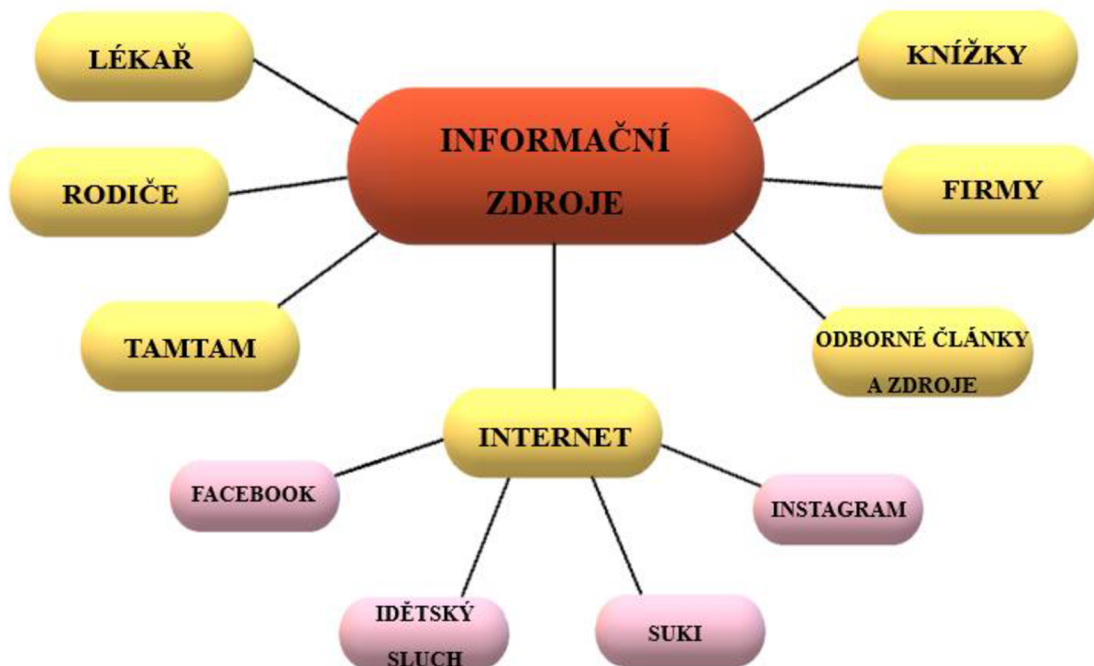 LÉKAŘ
KNÍŽKY
INFORMAČNÍ
ZDROJE
RODIČE
FIRMY
TAMTAM
ODBORNÉ ČLÁNKY
A ZDROJE
INTERNET
FACEBOOK
INSTAGRAM
IDĚTSKÝ
SLUCH
SUKI